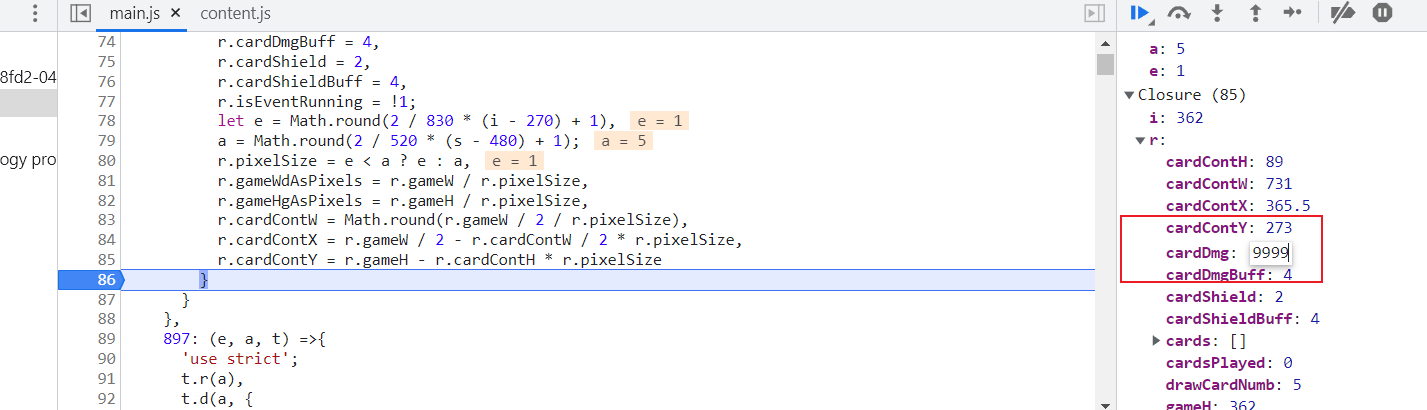 main.js × content.js
8fd2-04
ogy pro
74 r.cardDmgBuff = 4,
75 r.cardShield = 2,
76 r.cardShieldBuff = 4,
77 r.isEventRunning = !1;
78 let e = Math.round(2 / 830 * (i - 270) + 1), e = 1
79 a = Math.round(2 / 520 * (s - 480) + 1); a = 5
80 r.pixelSize = e < a ? e : a, e = 1
81 r.gameWdAsPixels = r.gameW / r.pixelSize,
82 r.gameHgAsPixels = r.gameH / r.pixelSize,
83 r.cardContW = Math.round(r.gameW / 2 / r.pixelSize),
84 r.cardContX = r.gameW / 2 - r.cardContW / 2 * r.pixelSize,
85 r.cardContY = r.gameH - r.cardContH * r.pixelSize
86 }
87 }
88 },
89 897: (e, a, t) =>{
90 'use strict';
91 t.r(a),
92 t.d(a, {
a: 5
e: 1
Closure (85)
i: 362
r:
cardContH: 89
cardContW: 731
cardContX: 365.5
cardContY: 273
cardDmg: 9999
cardDmgBuff: 4
cardShield: 2
cardShieldBuff: 4
cards: []
cardsPlayed: 0
drawCardNumb: 5
gameH: 362